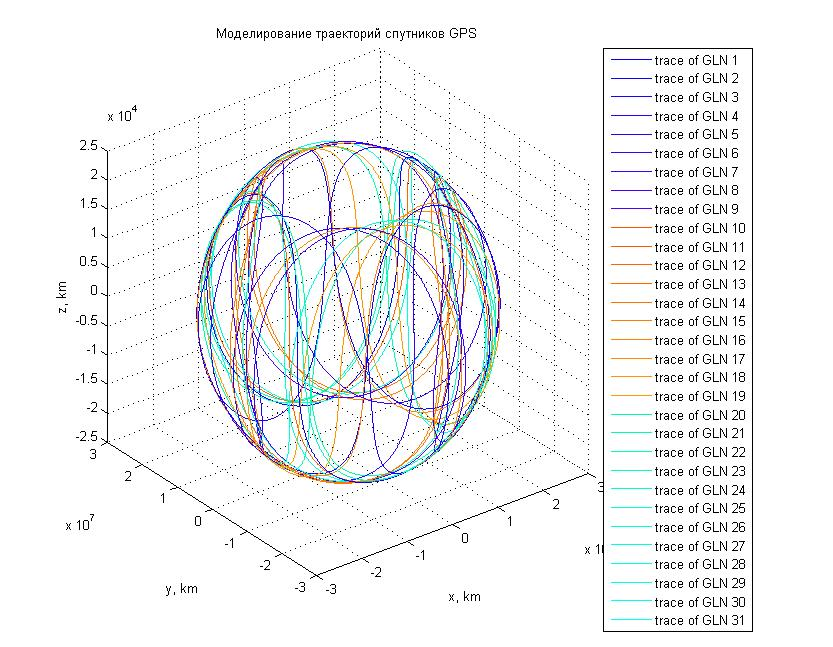 Моделирование траекторий спутников GPS
x 10^4
2.5
2
1.5
1
0.5
0
-0.5
-1
-1.5
-2
-2.5
z, km
3
2
1
0
-1
-2
-3
x 10^7
y, km
-3
-2
-1
0
1
2
3
x 10
x, km
trace of GLN 1
trace of GLN 2
trace of GLN 3
trace of GLN 4
trace of GLN 5
trace of GLN 6
trace of GLN 7
trace of GLN 8
trace of GLN 9
trace of GLN 10
trace of GLN 11
trace of GLN 12
trace of GLN 13
trace of GLN 14
trace of GLN 15
trace of GLN 16
trace of GLN 17
trace of GLN 18
trace of GLN 19
trace of GLN 20
trace of GLN 21
trace of GLN 22
trace of GLN 23
trace of GLN 24
trace of GLN 25
trace of GLN 26
trace of GLN 27
trace of GLN 28
trace of GLN 29
trace of GLN 30
trace of GLN 31